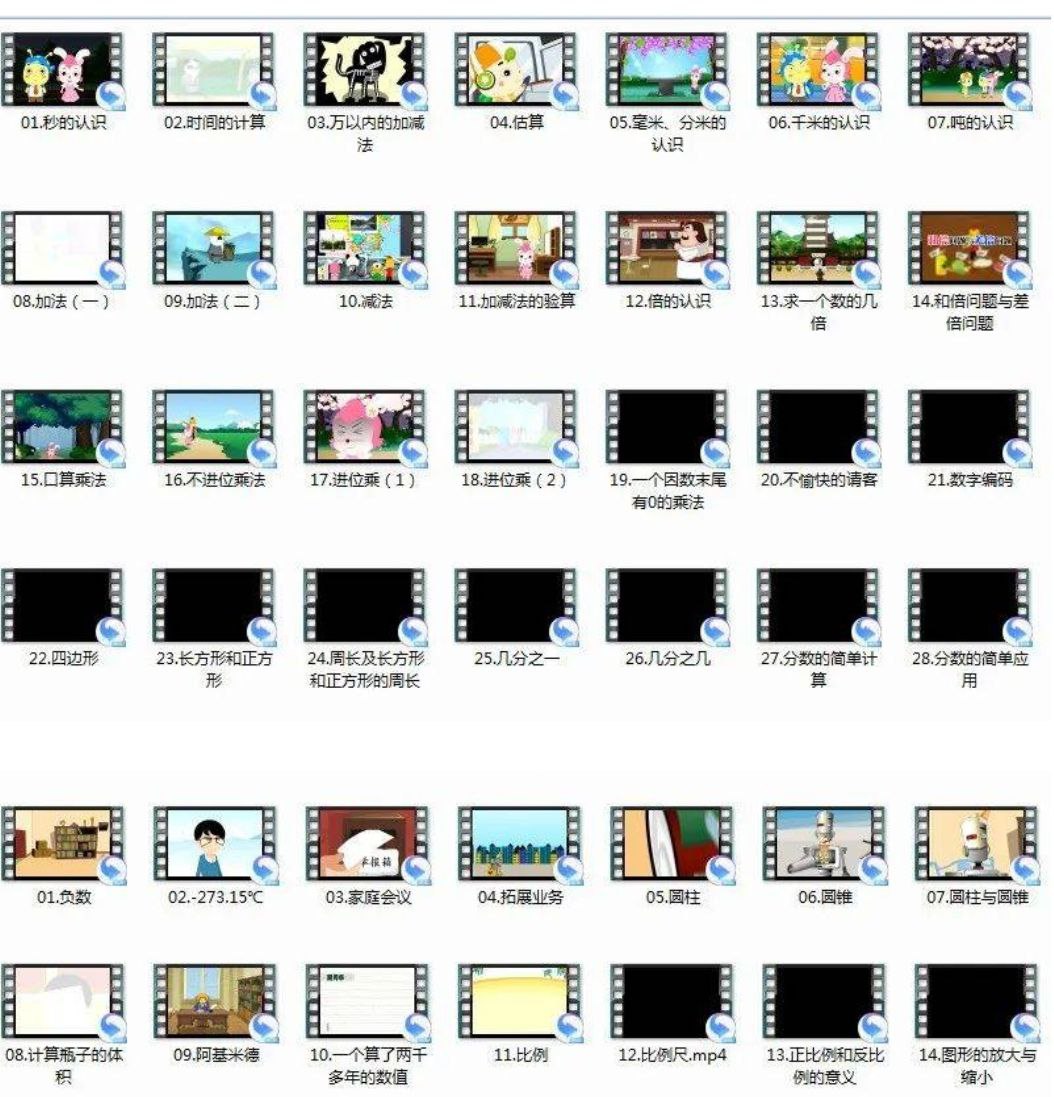 01.秒的认识
02.时间的计算
03.万以内的加减
法
04.估算
05.毫米、分米的
认识
06.千米的认识
07.吨的认识
08.加法（一）
09.加法（二）
10.减法
11.加减法的验算
12.倍的认识
13.求一个数的几
倍
14.和倍问题与差
倍问题
15.口算乘法
16.不进位乘法
17.进位乘（1）
18.进位乘（2）
19.一个因数末尾
有0的乘法
20.不愉快的请客
21.数字编码
22.四边形
23.长方形和正方
形
24.周长及长方形
和正方形的周长
25.几分之一
26.几分之几
27.分数的简单计
算
28.分数的简单应
用
01.负数
02.-273.15℃
03.家庭会议
04.拓展业务
05.圆柱
06.圆锥
07.圆柱与圆锥
08.计算瓶子的体
积
09.阿基米德
10.一个算了两千
多年的数值
11.比例
12.比例尺.mp4
13.正比例和反比
例的意义
14.图形的放大与
缩小